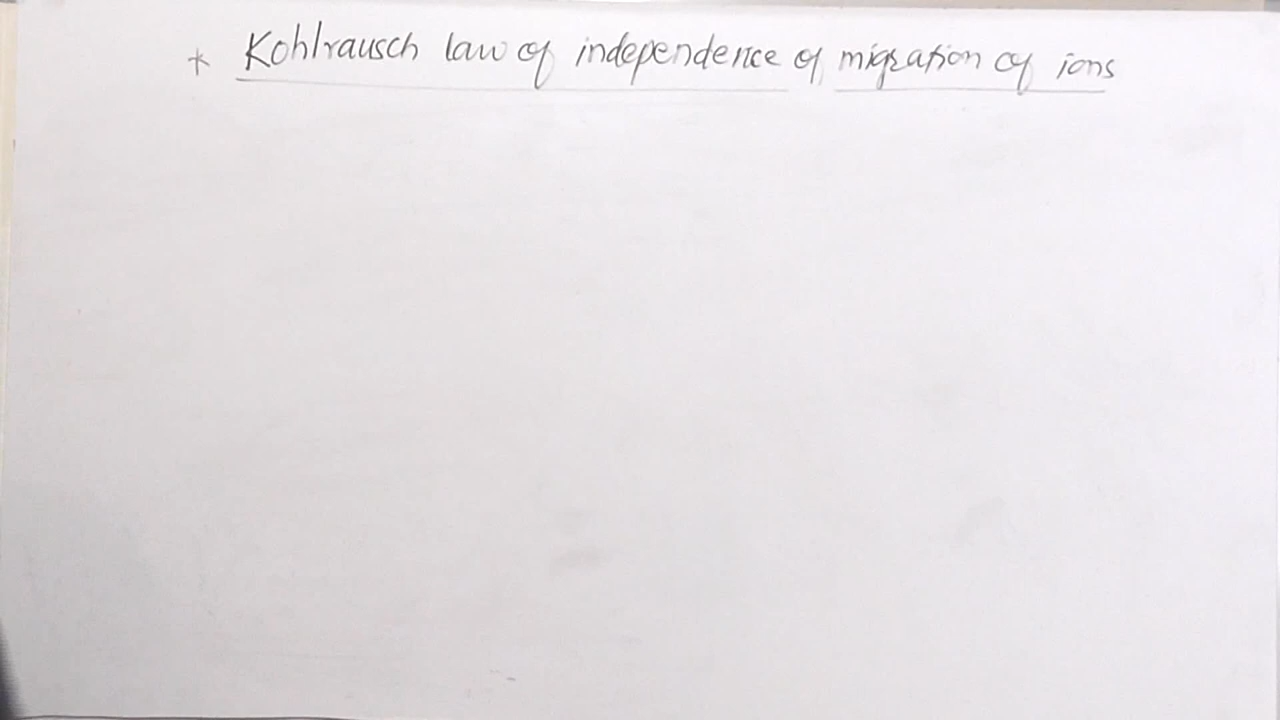 * Kohlrausch law of independence of migration of ions